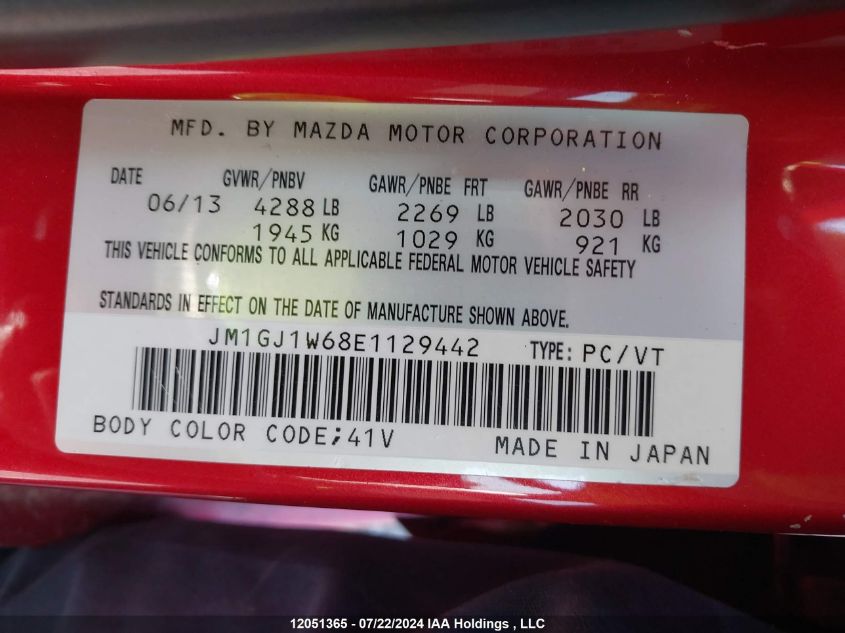 MFD. BY MAZDA MOTOR CORPORATION
DATE GVWR/PNBV GAWR/PNBE FRT GAWR/PNBE RR
06/13 4288 LB 2269 LB 2030 LB
1945 KG 1029 KG 921 KG
THIS VEHICLE CONFORMS TO ALL APPLICABLE FEDERAL MOTOR VEHICLE SAFETY
STANDARDS IN EFFECT ON THE DATE OF MANUFACTURE SHOWN ABOVE.
JM1GJ1W68E1129442 TYPE: PC/VT
BODY COLOR CODE;41V MADE IN JAPAN
12051365 - 07/22/2024 IAA Holdings , LLC